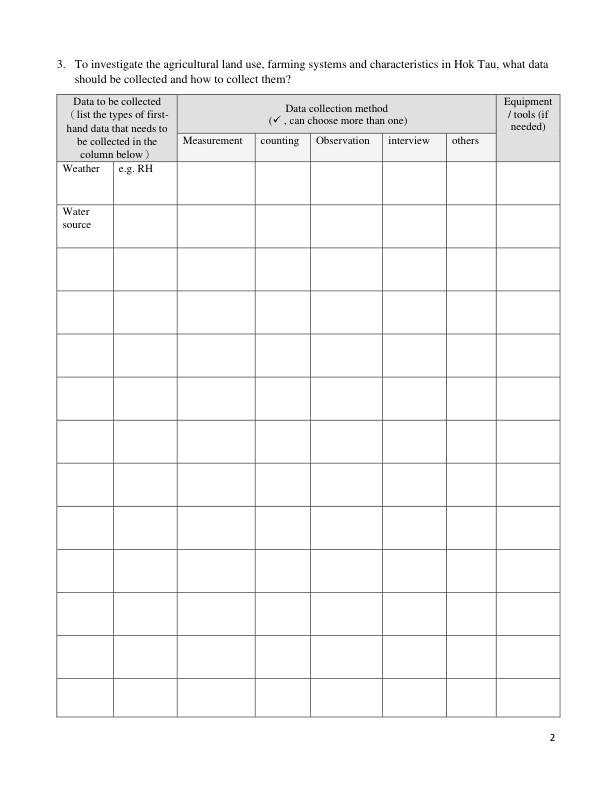 3. To investigate the agricultural land use, farming systems and characteristics in Hok Tau, what data
should be collected and how to collect them?
Data to be collected
( list the types of first-
hand data that needs to
be collected in the
column below )
Data collection method
(✓ , can choose more than one)
Equipment
/ tools (if
needed)
Measurement
counting
Observation
interview
others
Weather
e.g. RH
Water
source
2